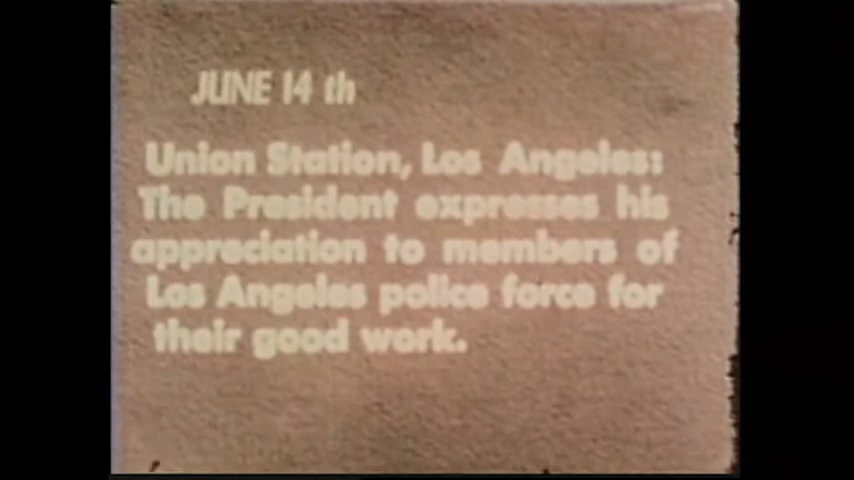 JUNE 14 th
Union Station, Los Angeles:
The President expresses his
appreciation to members of
Los Angeles police force for
their good work.